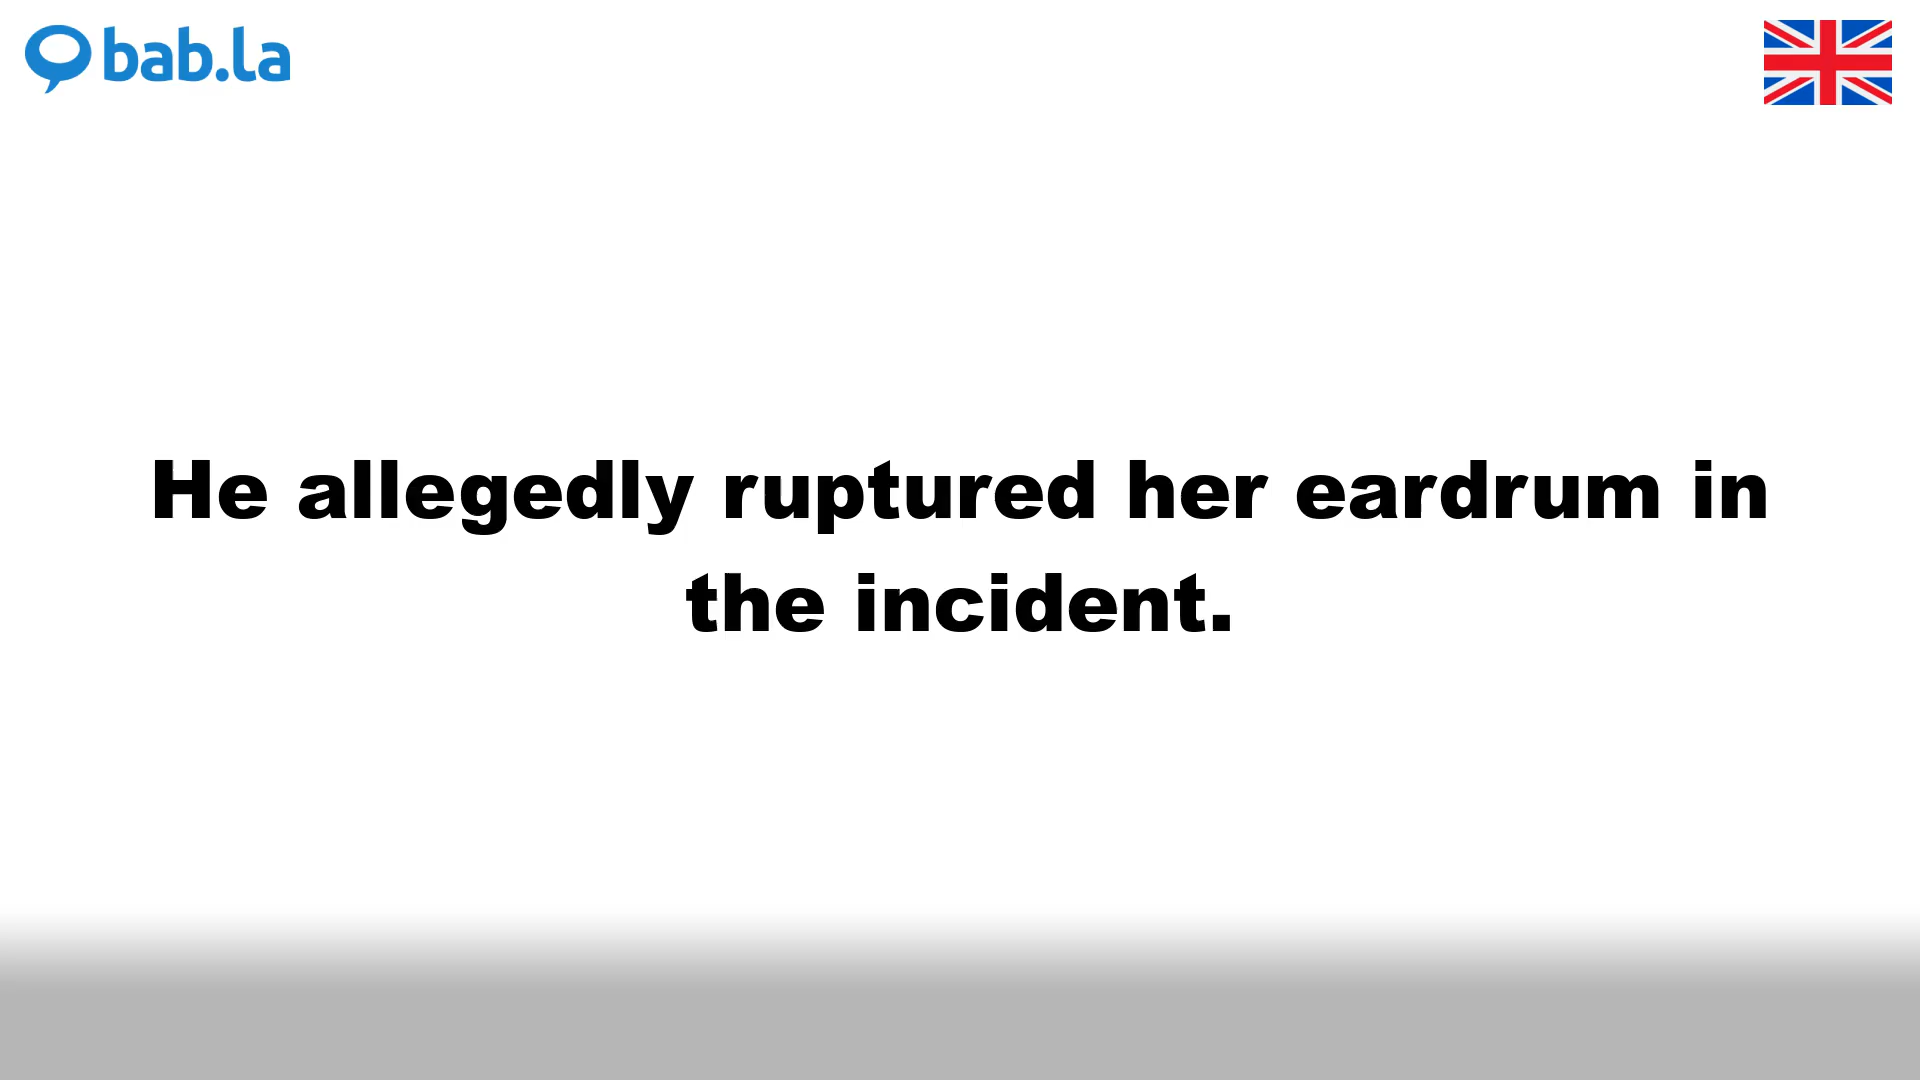 bab.la
He allegedly ruptured her eardrum in
the incident.